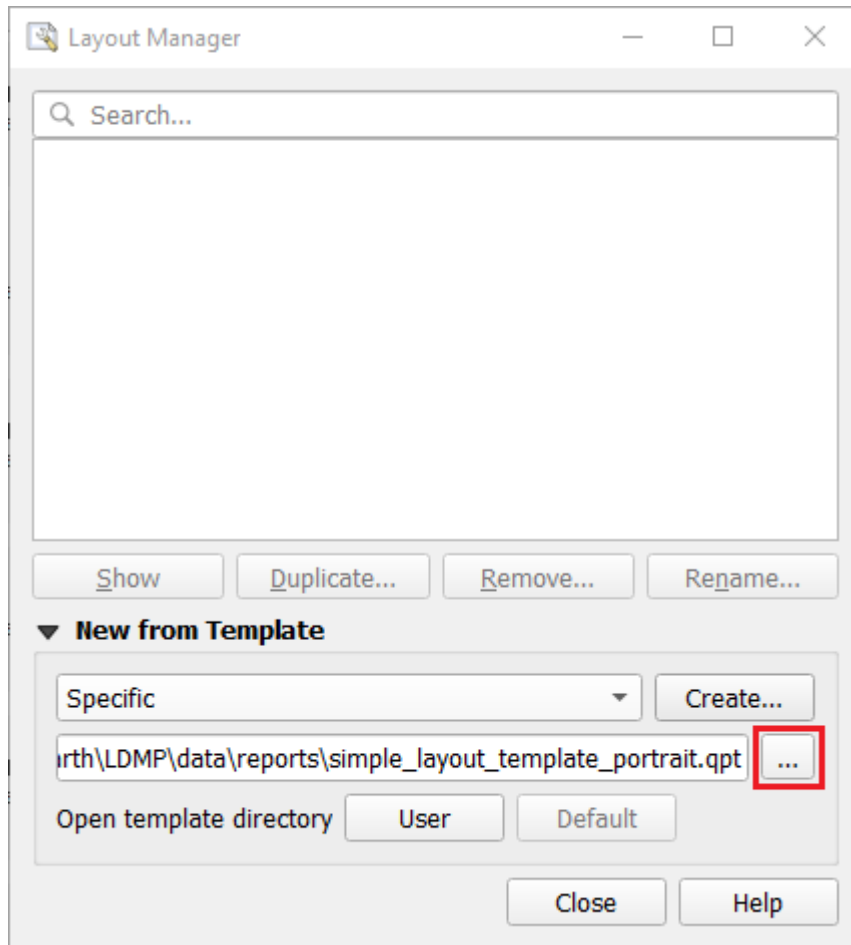 Layout Manager
Search...
Show Duplicate... Remove... Rename...
New from Template
Specific Create...
arth\LDMP\data\reports\simple_layout_template_portrait.qpt ...
Open template directory User Default
Close Help